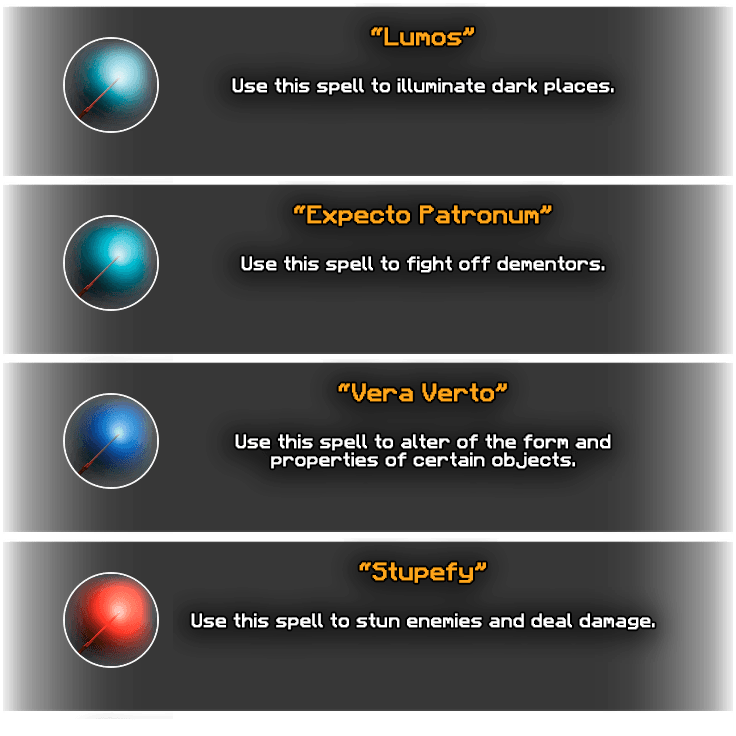 "Lumos"
Use this spell to illuminate dark places.
"Expecto Patronum"
Use this spell to fight off dementors.
"Vera Verto"
Use this spell to alter of the form and
properties of certain objects.
"Stupefy"
Use this spell to stun enemies and deal damage.